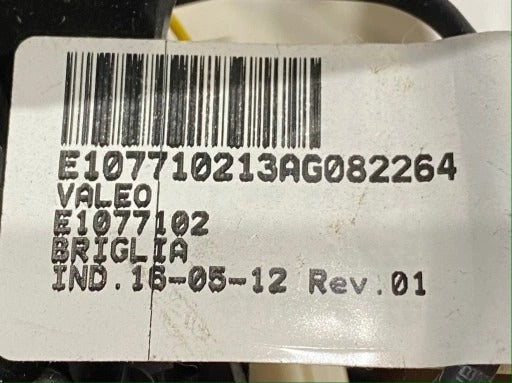 E107710213AG082264
VALEO
E1077102
BRIGLIA
IND.16-05-12 Rev.01